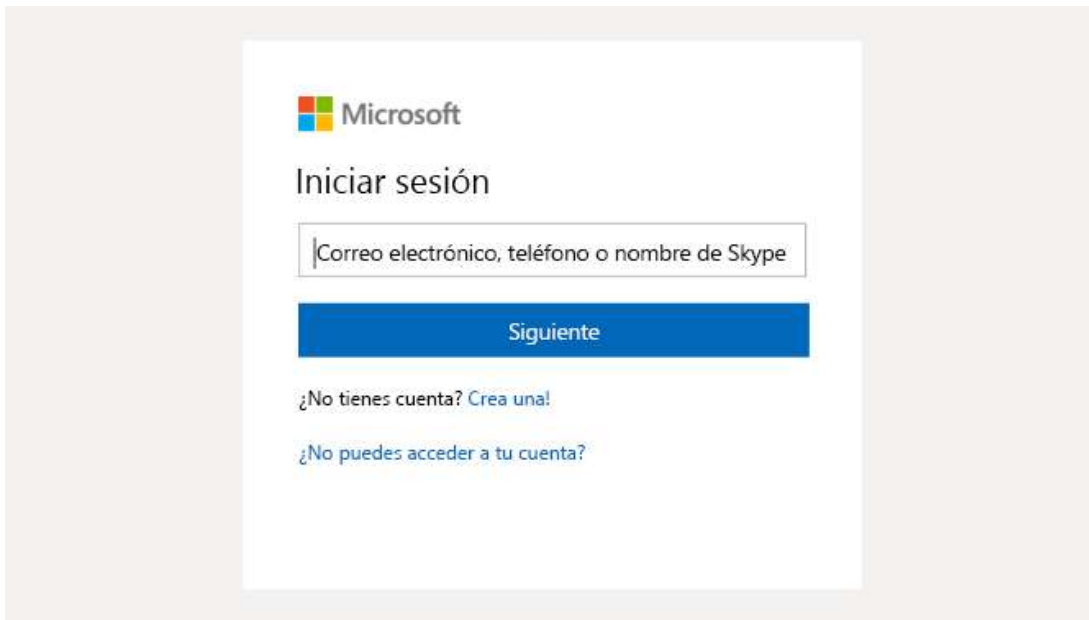 Microsoft
Iniciar sesión
Correo electrónico, teléfono o nombre de Skype
Siguiente
¿No tienes cuenta? Crea una!
¿No puedes acceder a tu cuenta?